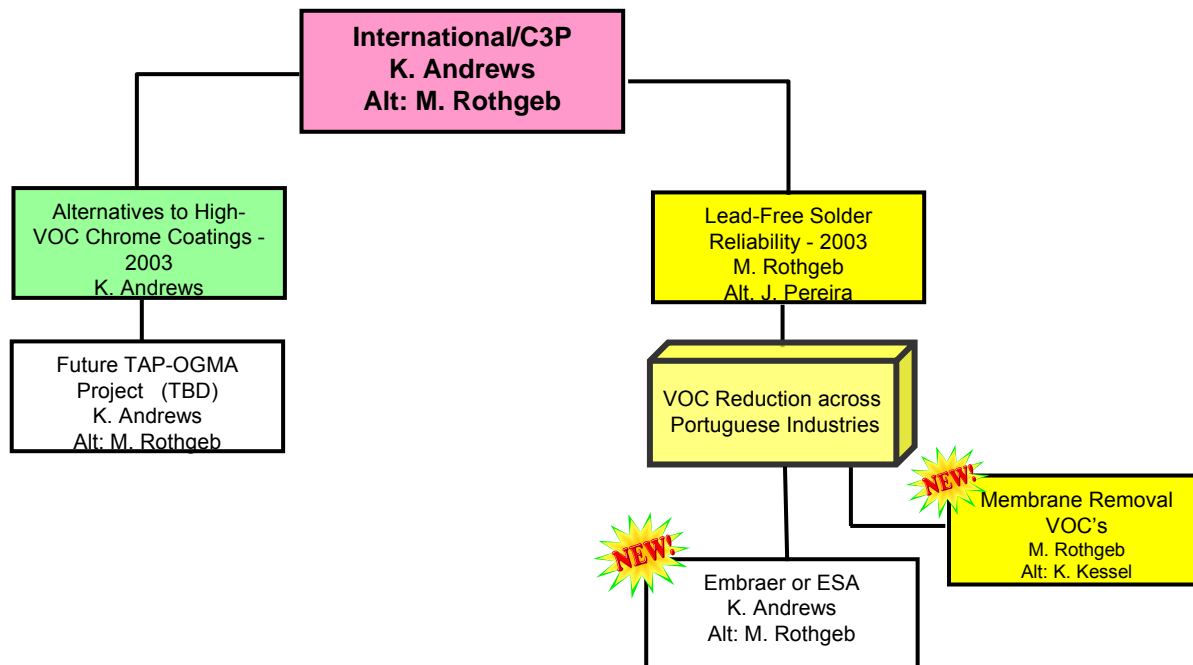 International/C3P
K. Andrews
Alt: M. Rothgeb
Alternatives to High-
VOC Chrome Coatings -
2003
K. Andrews
Lead-Free Solder
Reliability - 2003
M. Rothgeb
Alt. J. Pereira
Future TAP-OGMA
Project (TBD)
K. Andrews
Alt: M. Rothgeb
VOC Reduction across
Portuguese Industries
NEW!
Membrane Removal
VOC's
M. Rothgeb
Alt: K. Kessel
NEW!
Embraer or ESA
K. Andrews
Alt: M. Rothgeb